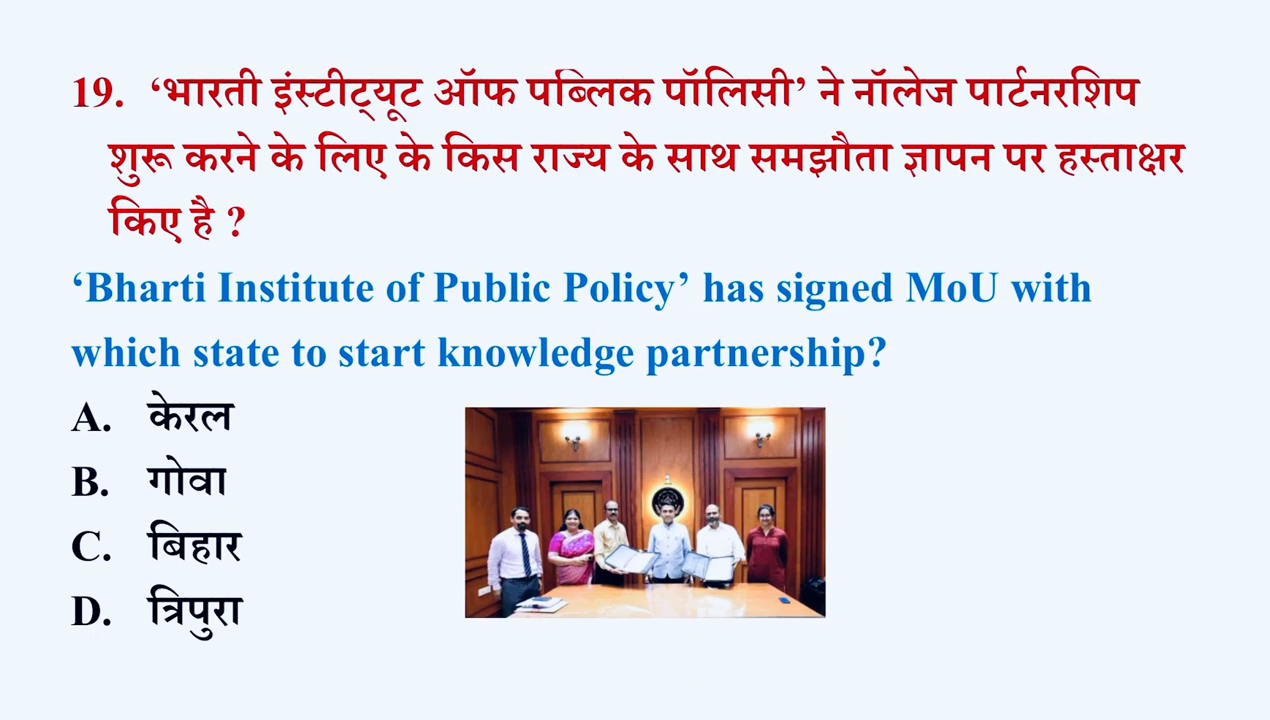 19. ‘भारती इंस्टीट्यूट ऑफ पब्लिक पॉलिसी’ ने नॉलेज पार्टनरशिप
शुरू करने के लिए के किस राज्य के साथ समझौता ज्ञापन पर हस्ताक्षर
किए है ?
‘Bharti Institute of Public Policy’ has signed MoU with
which state to start knowledge partnership?
A. केरल
B. गोवा
C. बिहार
D. त्रिपुरा